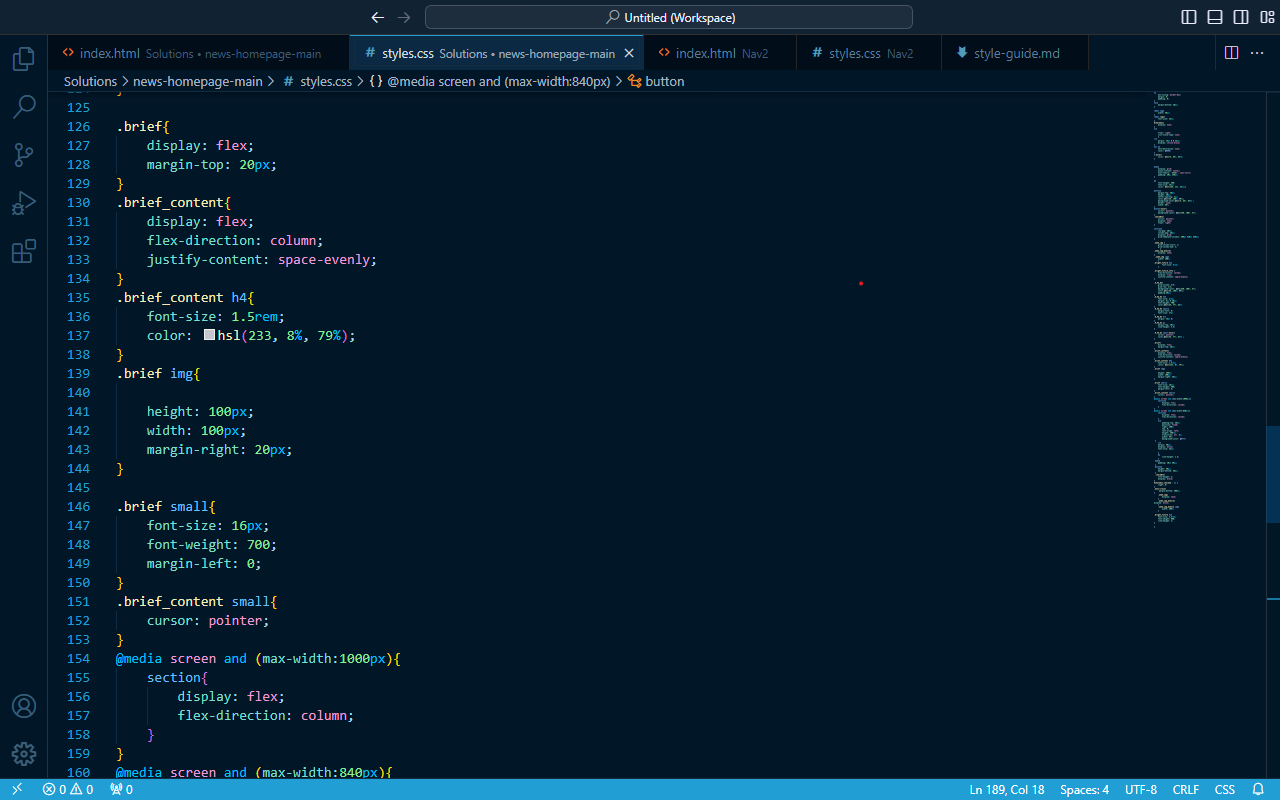 Untitled (Workspace)
index.html Solutions • news-homepage-main
styles.css Solutions • news-homepage-main
index.html Nav2
styles.css Nav2
style-guide.md
Solutions > news-homepage-main > # styles.css > {} @media screen and (max-width:840px) > button
125
126 .brief{
127 display: flex;
128 margin-top: 20px;
129 }
130 .brief_content{
131 display: flex;
132 flex-direction: column;
133 justify-content: space-evenly;
134 }
135 .brief_content h4{
136 font-size: 1.5rem;
137 color: hsl(233, 8%, 79%);
138 }
139 .brief img{
140
141 height: 100px;
142 width: 100px;
143 margin-right: 20px;
144 }
145
146 .brief small{
147 font-size: 16px;
148 font-weight: 700;
149 margin-left: 0;
150 }
151 .brief_content small{
152 cursor: pointer;
153 }
154 @media screen and (max-width:1000px){
155 section{
156 display: flex;
157 flex-direction: column;
158 }
159 }
160 @media screen and (max-width:840px){
0 0 0 Ln 189, Col 18 Spaces: 4 UTF-8 CRLF CSS